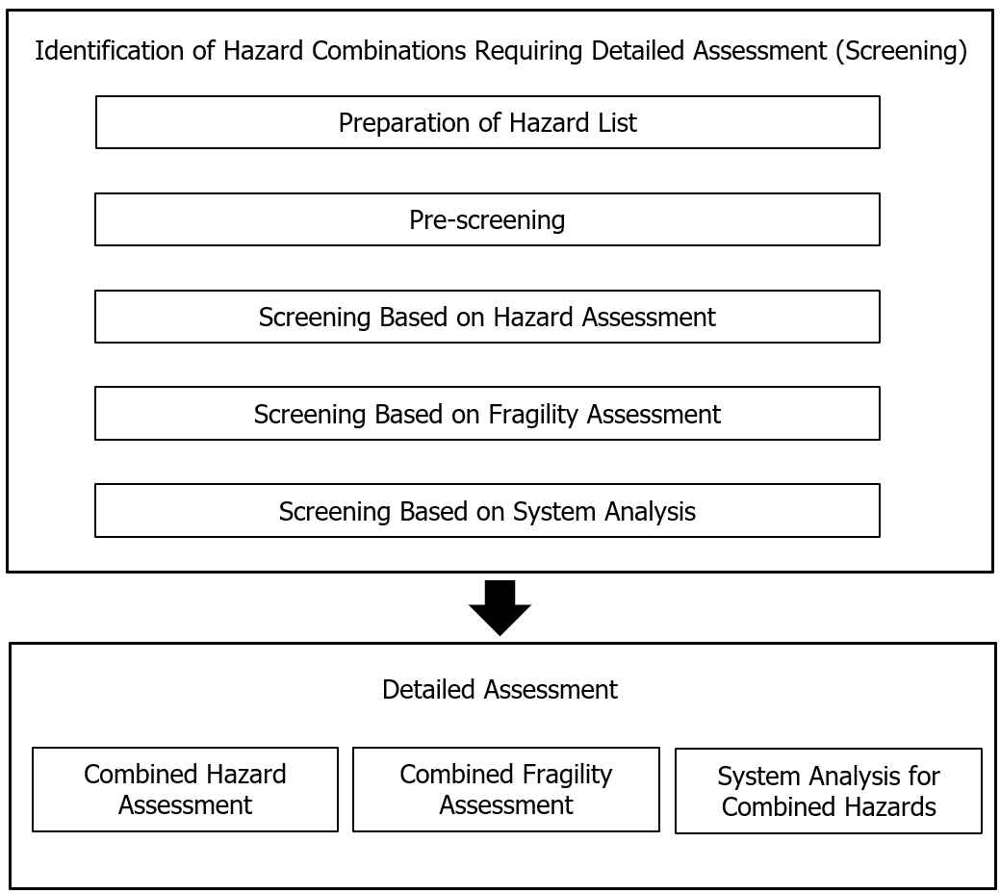 Identification of Hazard Combinations Requiring Detailed Assessment (Screening)
Preparation of Hazard List
Pre-screening
Screening Based on Hazard Assessment
Screening Based on Fragility Assessment
Screening Based on System Analysis
Detailed Assessment
Combined Hazard
Assessment
Combined Fragility
Assessment
System Analysis for
Combined Hazards